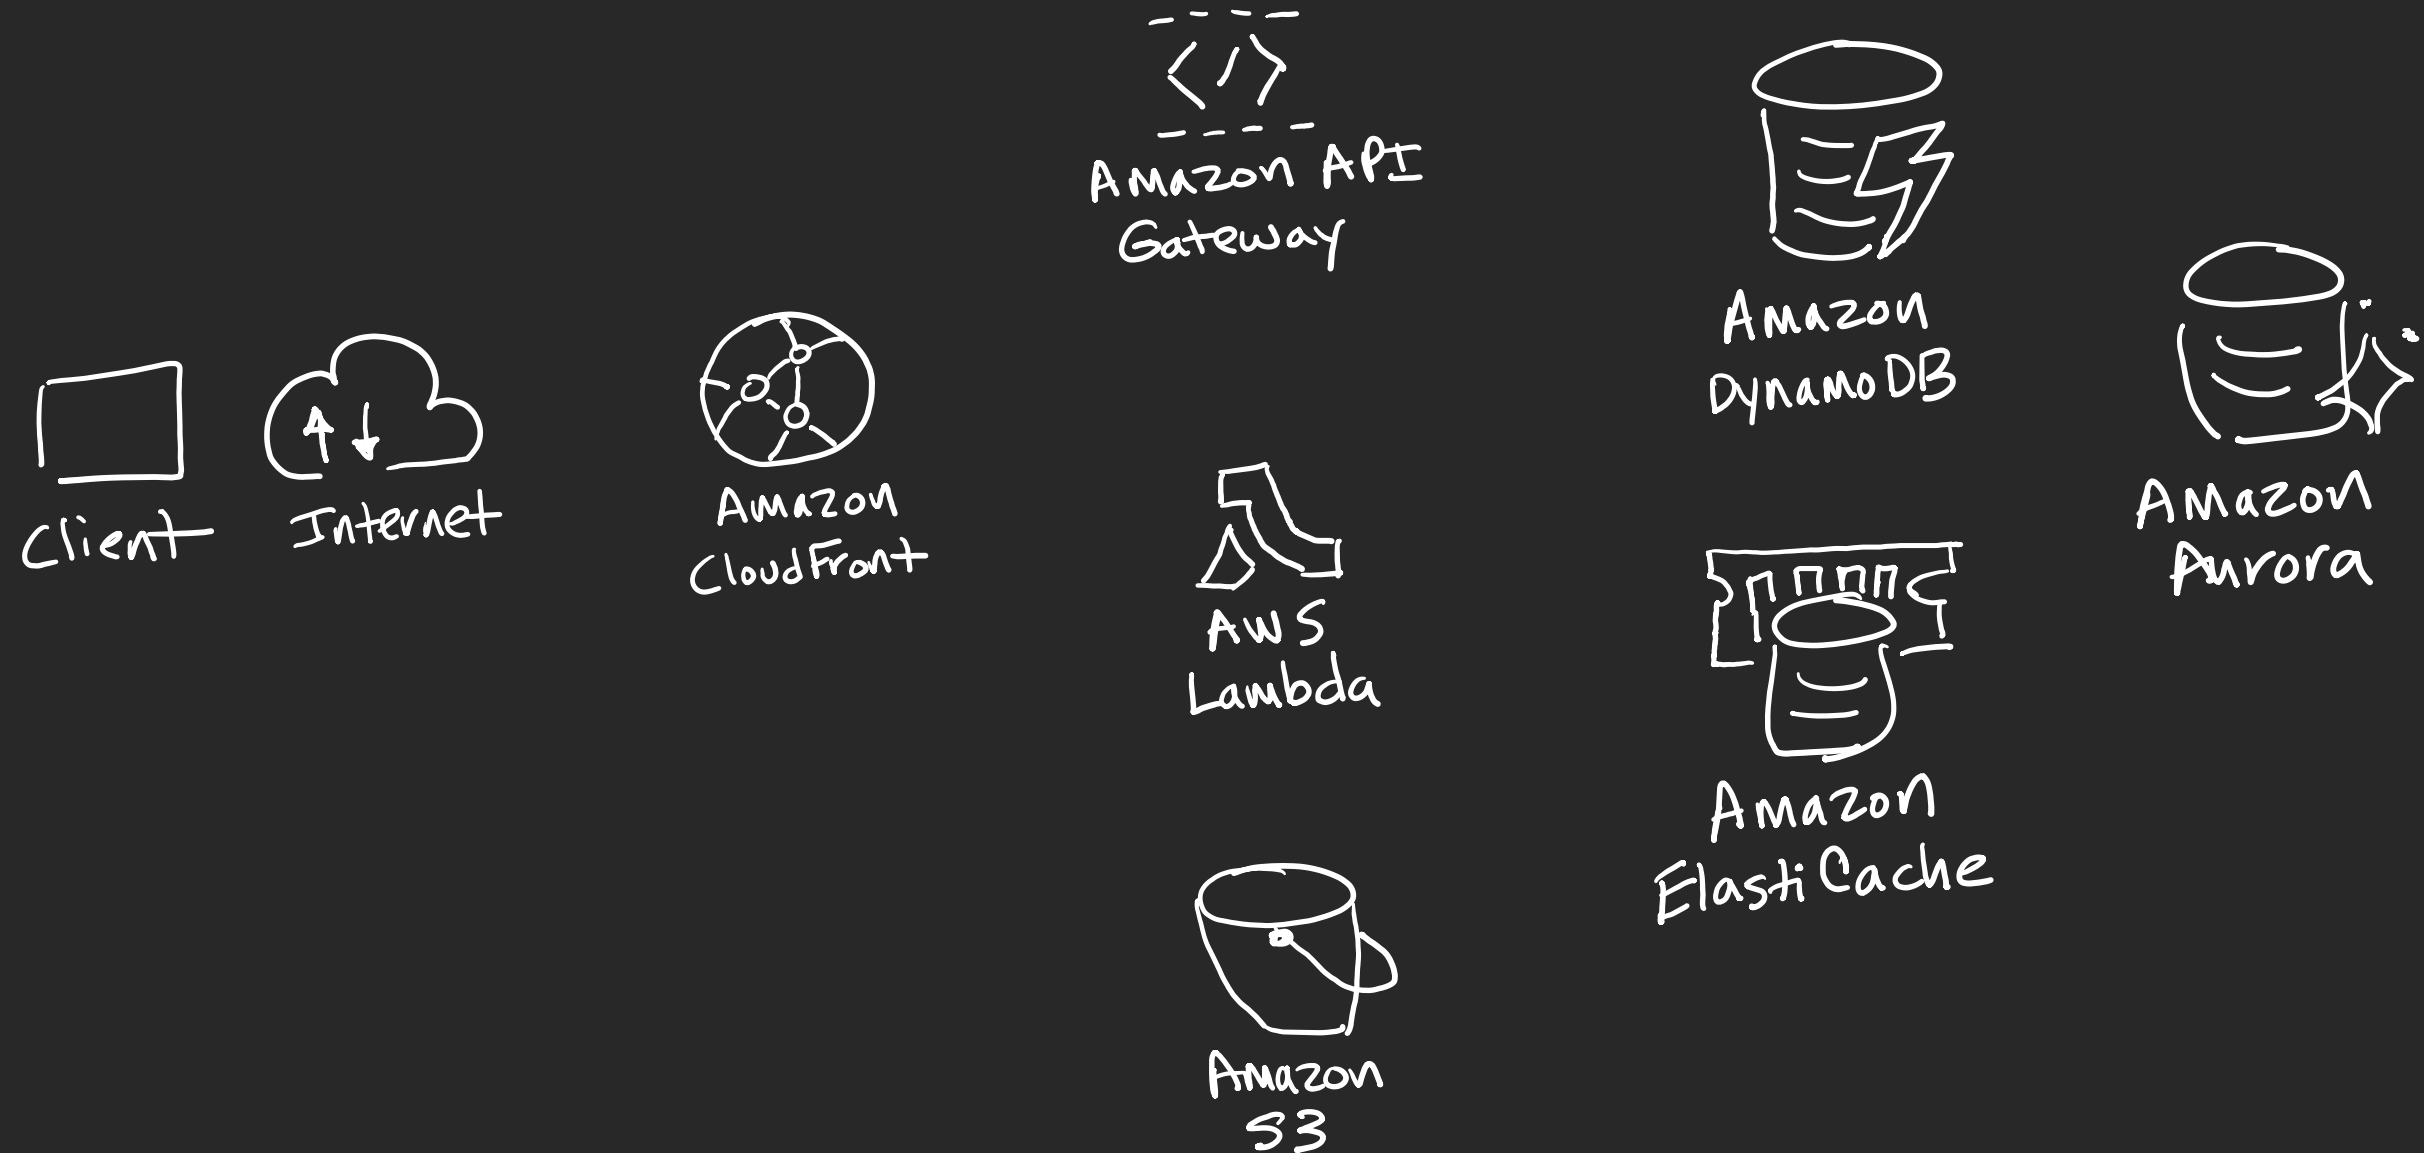 Client
Internet
Amazon
CloudFront
Amazon API
Gateway
AWS
Lambda
Amazon
S3
Amazon
DynamoDB
Amazon
ElastiCache
Amazon
Aurora